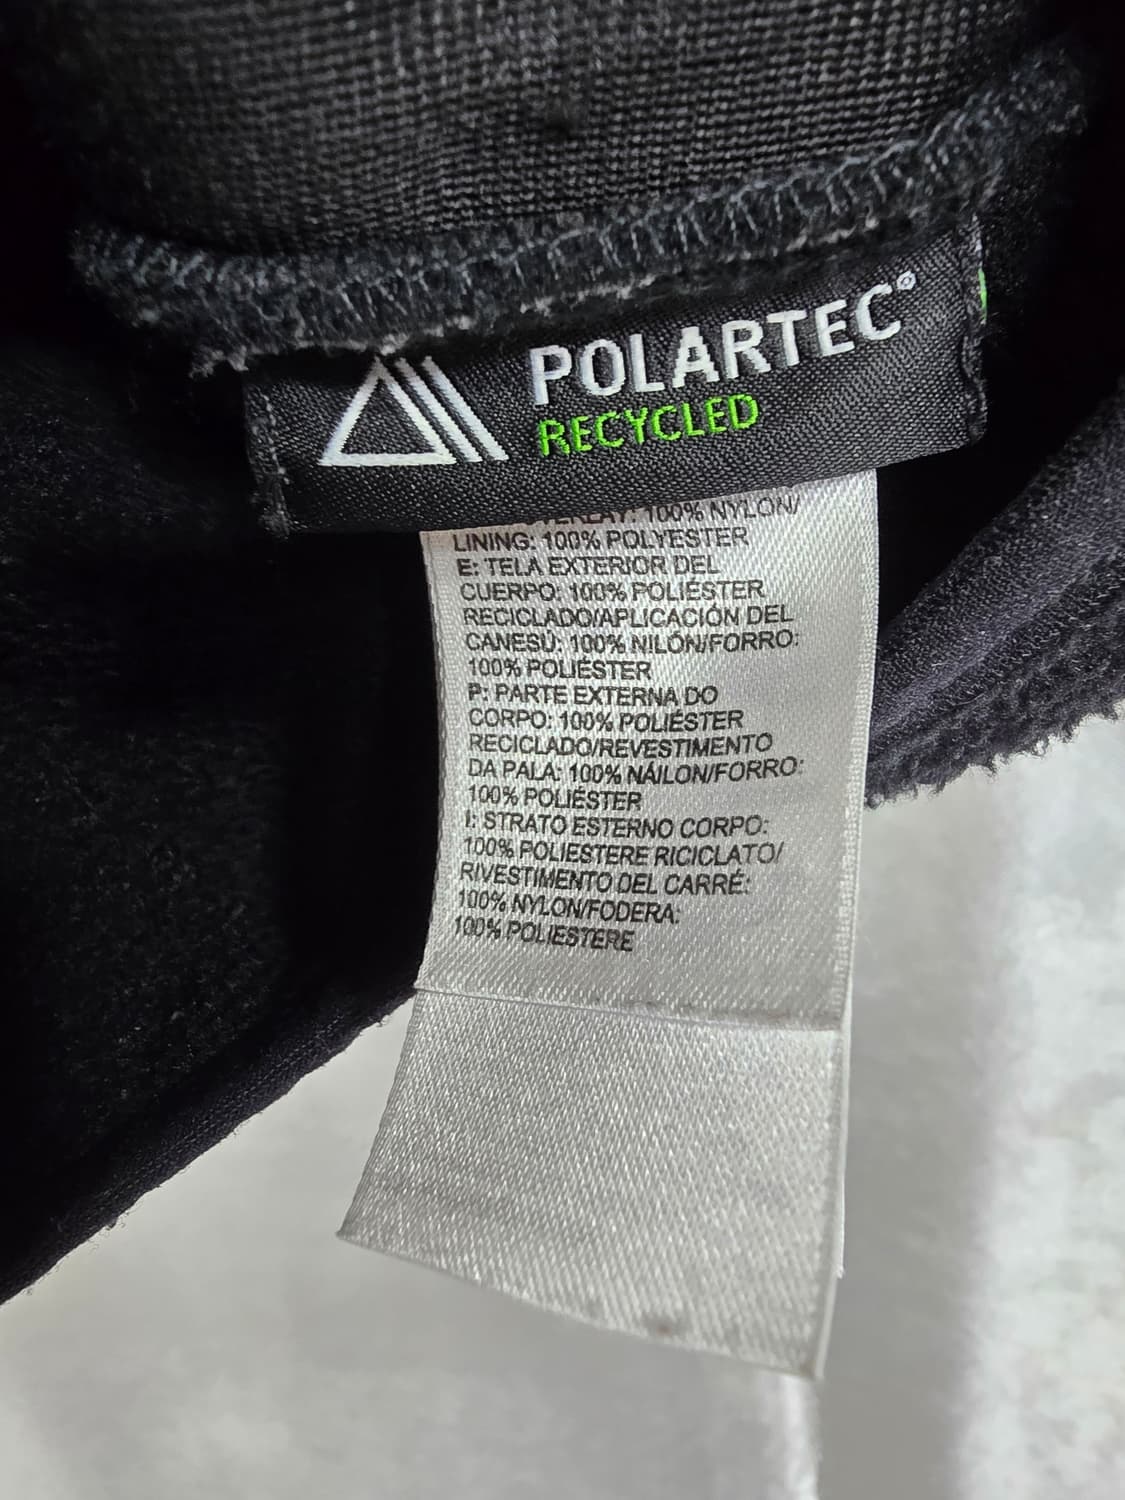 POLARTEC®
RECYCLED
100% NYLON/
LINING: 100% POLYESTER
E: TELA EXTERIOR DEL
CUERPO: 100% POLIÉSTER
RECICLADO/APLICACIÓN DEL
CANESÚ: 100% NILÓN/FORRO:
100% POLIÉSTER
P: PARTE EXTERNA DO
CORPO: 100% POLIÉSTER
RECICLADO/REVESTIMENTO
DA PALA: 100% NÁILON/FORRO:
100% POLIÉSTER
I: STRATO ESTERNO CORPO:
100% POLIESTERE RICICLATO/
RIVESTIMENTO DEL CARRÉ:
100% NYLON/FODERA:
100% POLIESTERE